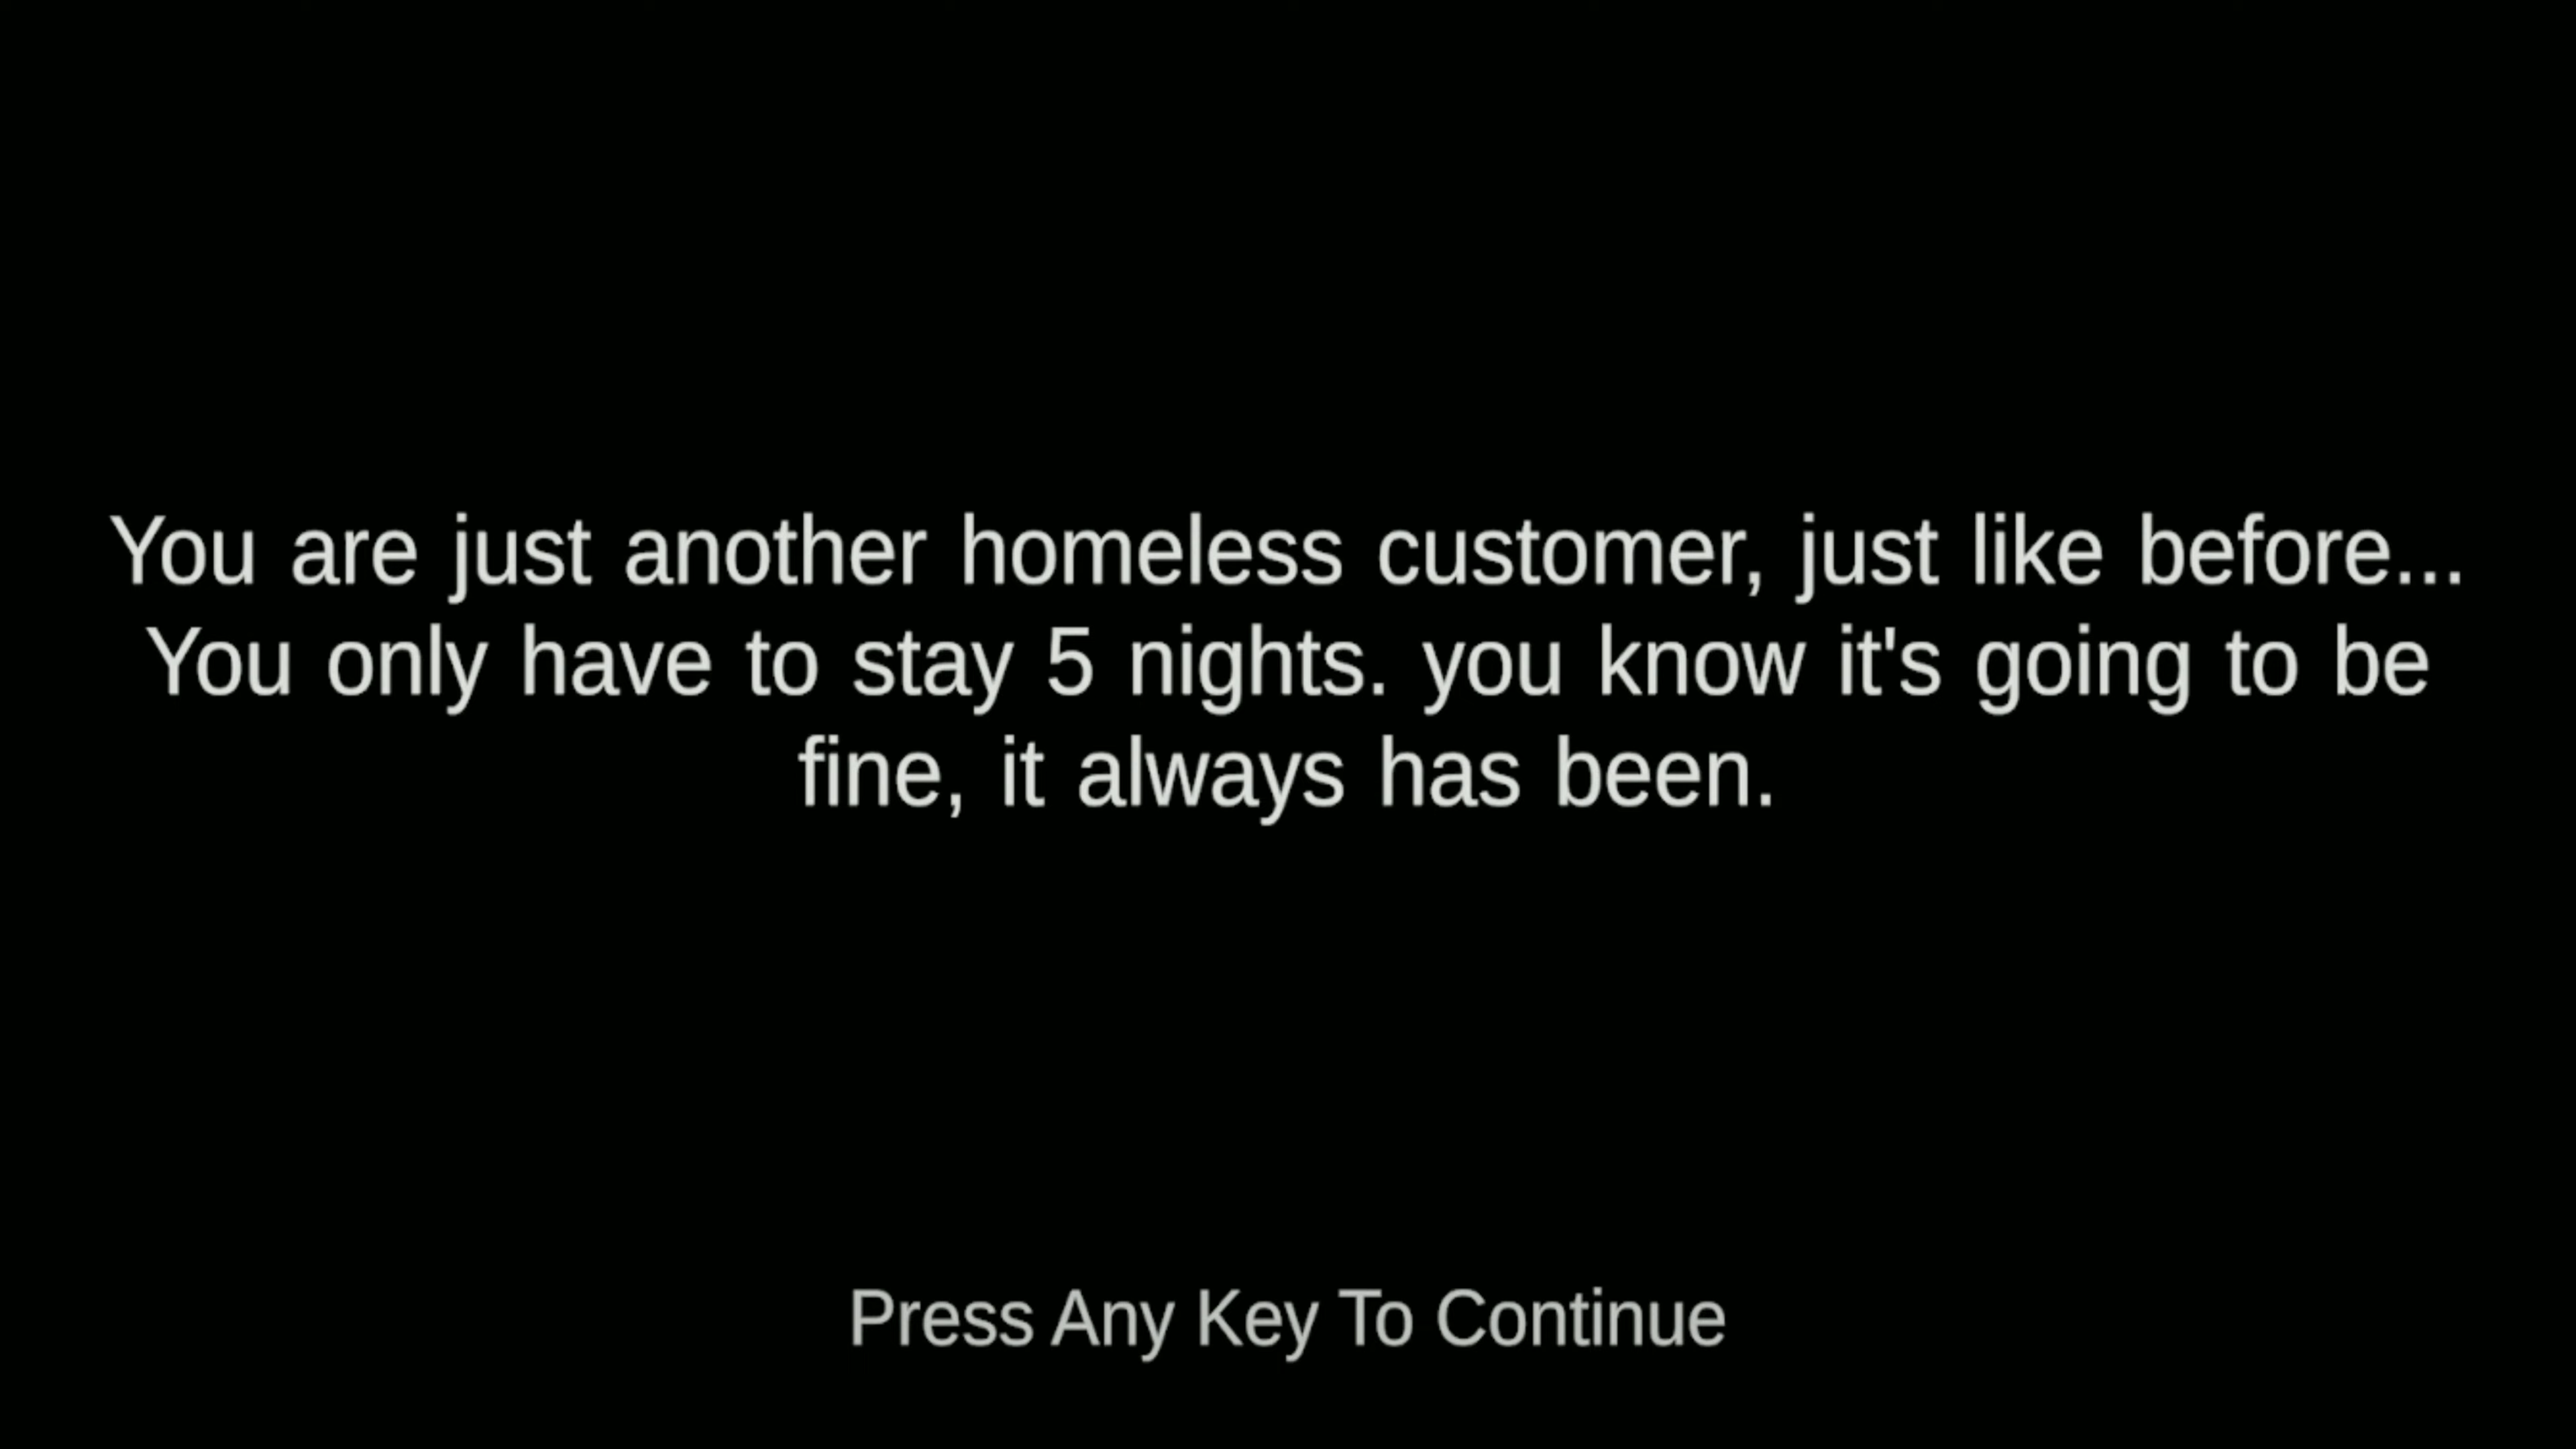 You are just another homeless customer, just like before...
You only have to stay 5 nights. you know it's going to be
fine, it always has been.
Press Any Key To Continue